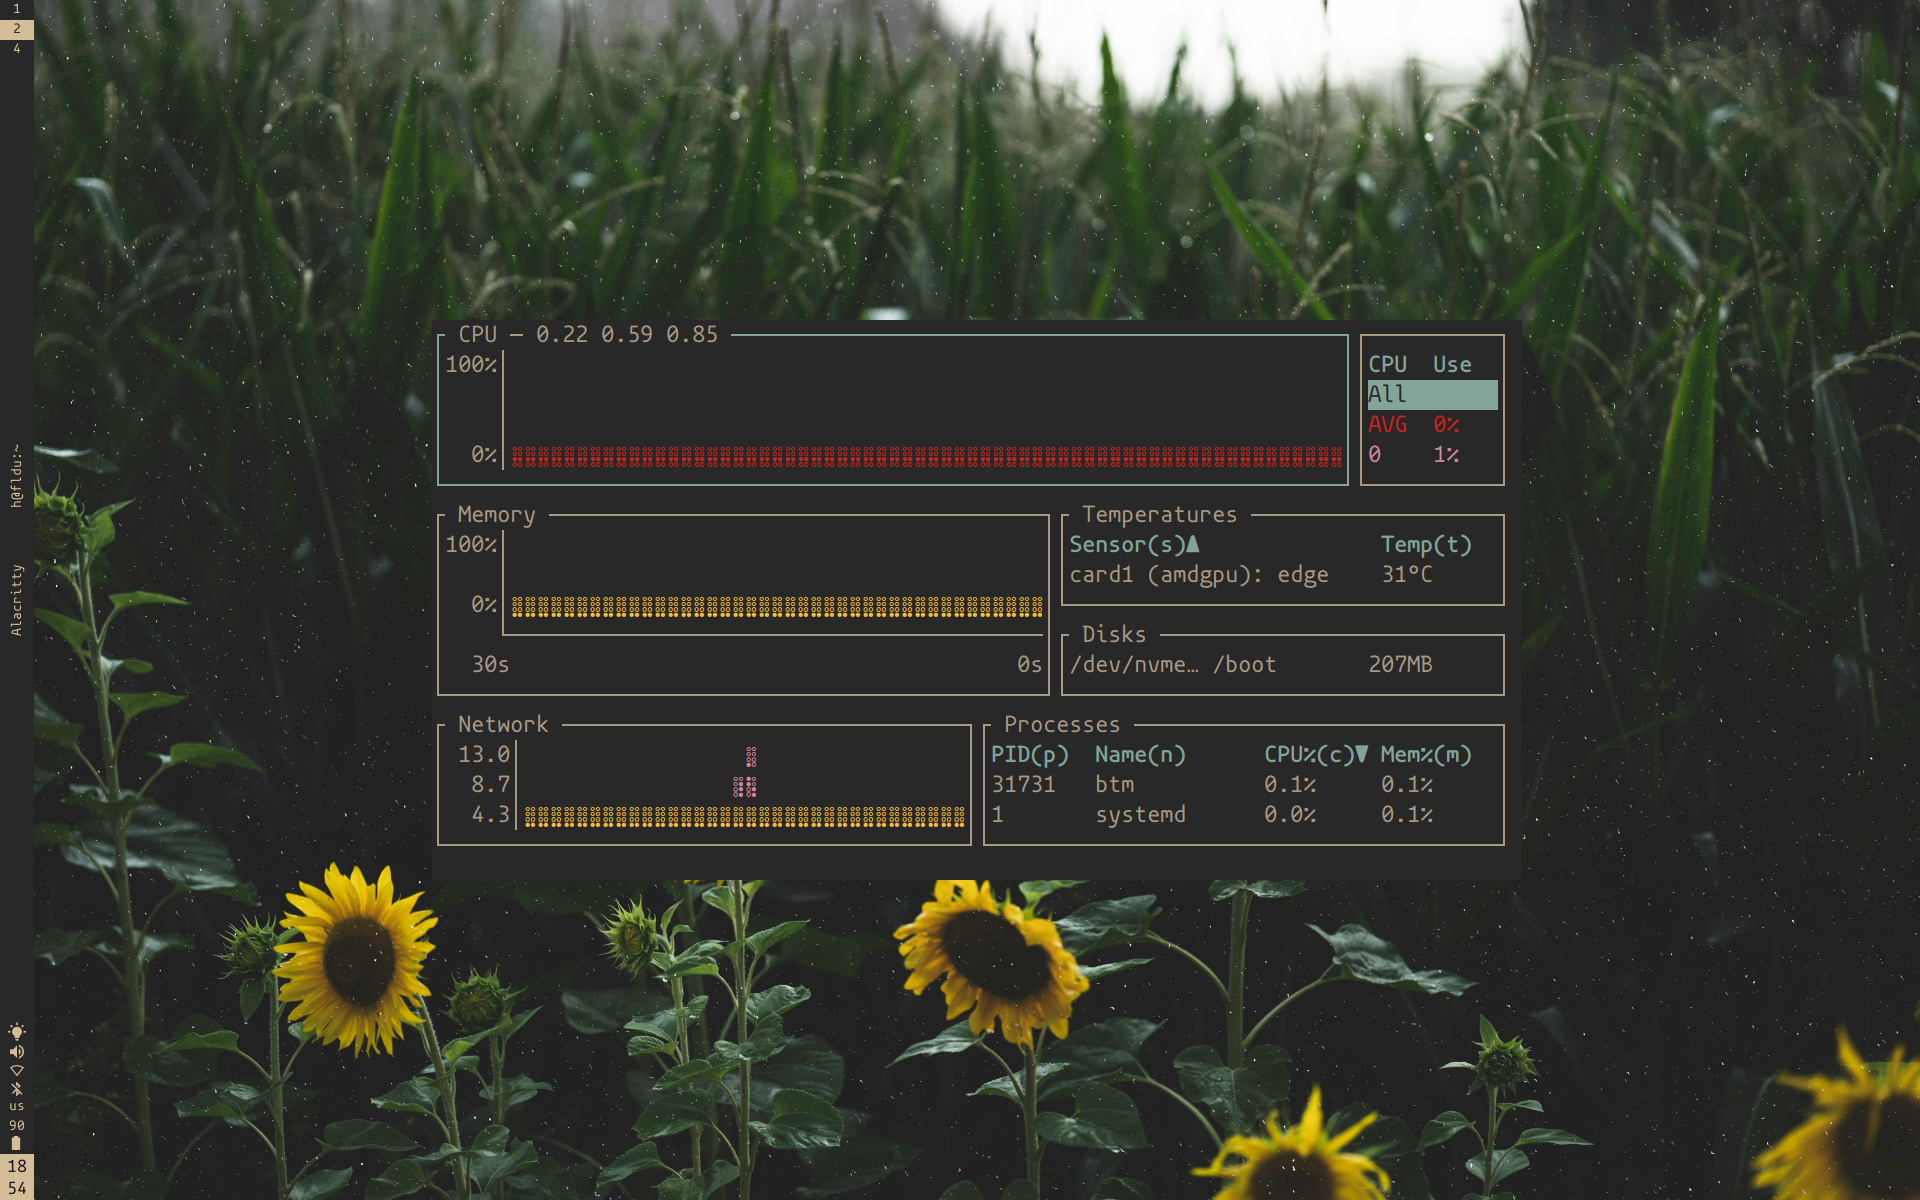 1
2
4
h@fldu:~
Alacritty
us
90
18
54
CPU — 0.22 0.59 0.85
100%
0%
CPU Use
All
AVG 0%
0 1%
Memory
100%
0%
30s 0s
Temperatures
Sensor(s)▲ Temp(t)
card1 (amdgpu): edge 31°C
Disks
/dev/nvme… /boot 207MB
Network
13.0
8.7
4.3
Processes
PID(p) Name(n) CPU%(c)▼ Mem%(m)
31731 btm 0.1% 0.1%
1 systemd 0.0% 0.1%